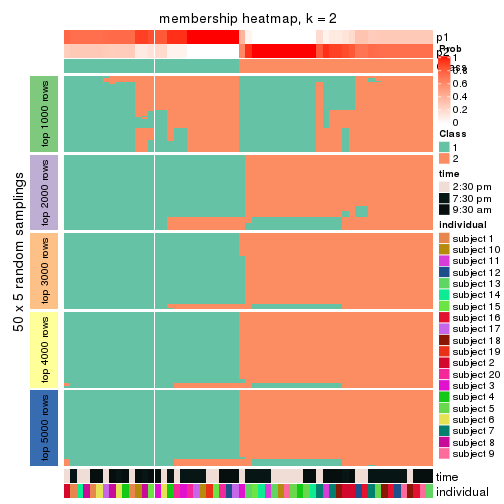 membership heatmap, k = 2
p1
p2
Class
Prob
1
0.8
0.6
0.4
0.2
0
Class
1
2
time
2:30 pm
7:30 pm
9:30 am
individual
subject 1
subject 10
subject 11
subject 12
subject 13
subject 14
subject 15
subject 16
subject 17
subject 18
subject 19
subject 2
subject 20
subject 3
subject 4
subject 5
subject 6
subject 7
subject 8
subject 9
50 x 5 random samplings
top 1000 rows
top 2000 rows
top 3000 rows
top 4000 rows
top 5000 rows
time
individual